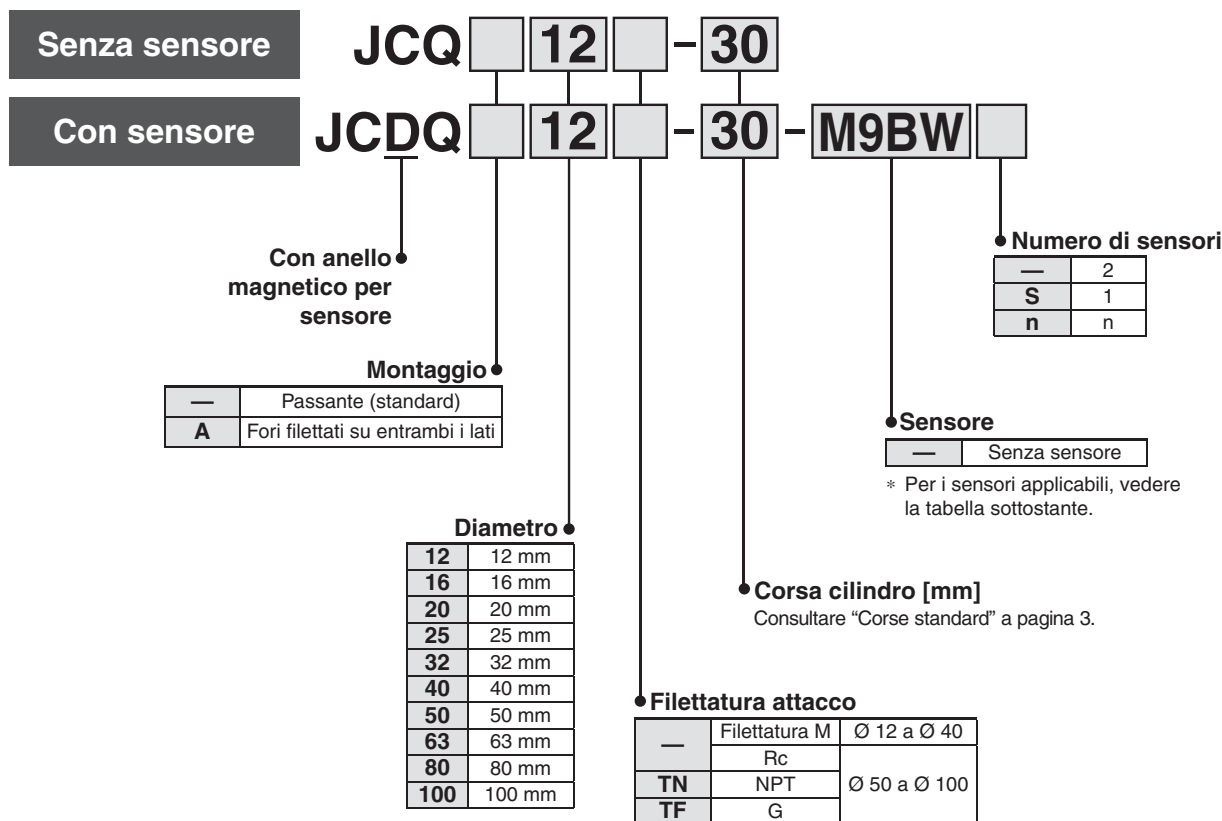 Senza sensore JCQ 12 - 30
Con sensore JCDQ 12 - 30 - M9BW
Con anello
magnetico per
sensore
Numero di sensori
— 2
S 1
n n
Montaggio
— Passante (standard)
A Fori filettati su entrambi i lati
Sensore
— Senza sensore
* Per i sensori applicabili, vedere
la tabella sottostante.
Diametro
12 12 mm
16 16 mm
20 20 mm
25 25 mm
32 32 mm
40 40 mm
50 50 mm
63 63 mm
80 80 mm
100 100 mm
Corsa cilindro [mm]
Consultare “Corse standard” a pagina 3.
Filettatura attacco
— Filettatura M Ø 12 a Ø 40
Rc
TN NPT Ø 50 a Ø 100
TF G